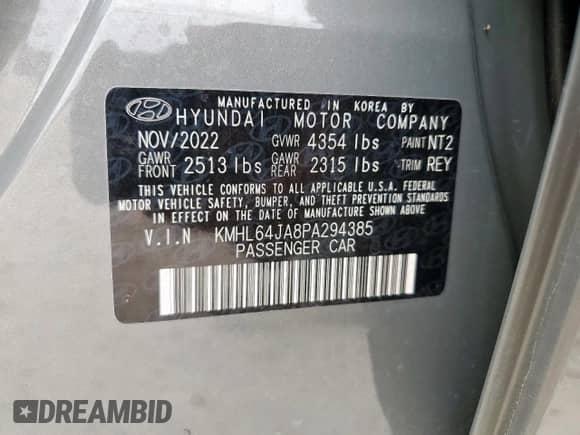 MANUFACTURED IN KOREA BY
HYUNDAI MOTOR COMPANY
NOV/2022 GVWR 4354 lbs PAINT NT2
GAWR FRONT 2513 lbs GAWR REAR 2315 lbs TRIM REY
THIS VEHICLE CONFORMS TO ALL APPLICABLE U.S.A. FEDERAL
MOTOR VEHICLE SAFETY, BUMPER, AND THEFT PREVENTION STANDARDS
IN EFFECT ON THE DATE OF MANUFACTURE SHOWN ABOVE.
V.I.N KMHL64JA8PA294385
PASSENGER CAR
DREAMBID